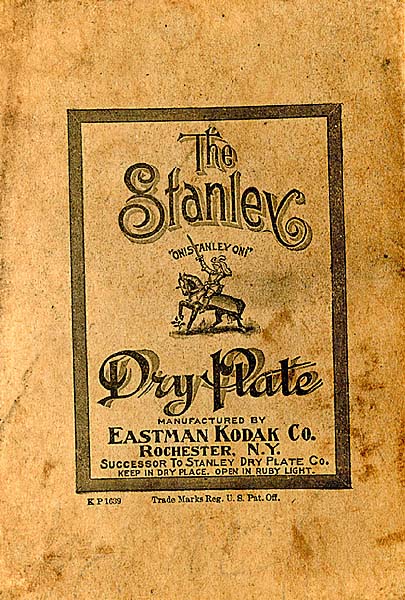 The
Stanley
"ON! STANLEY ON!"
Dry Plate
MANUFACTURED BY
EASTMAN KODAK CO.
ROCHESTER, N.Y.
SUCCESSOR TO STANLEY DRY PLATE CO.
KEEP IN DRY PLACE. OPEN IN RUBY LIGHT.
K P 1639 Trade Marks Reg. U. S. Pat. Off.